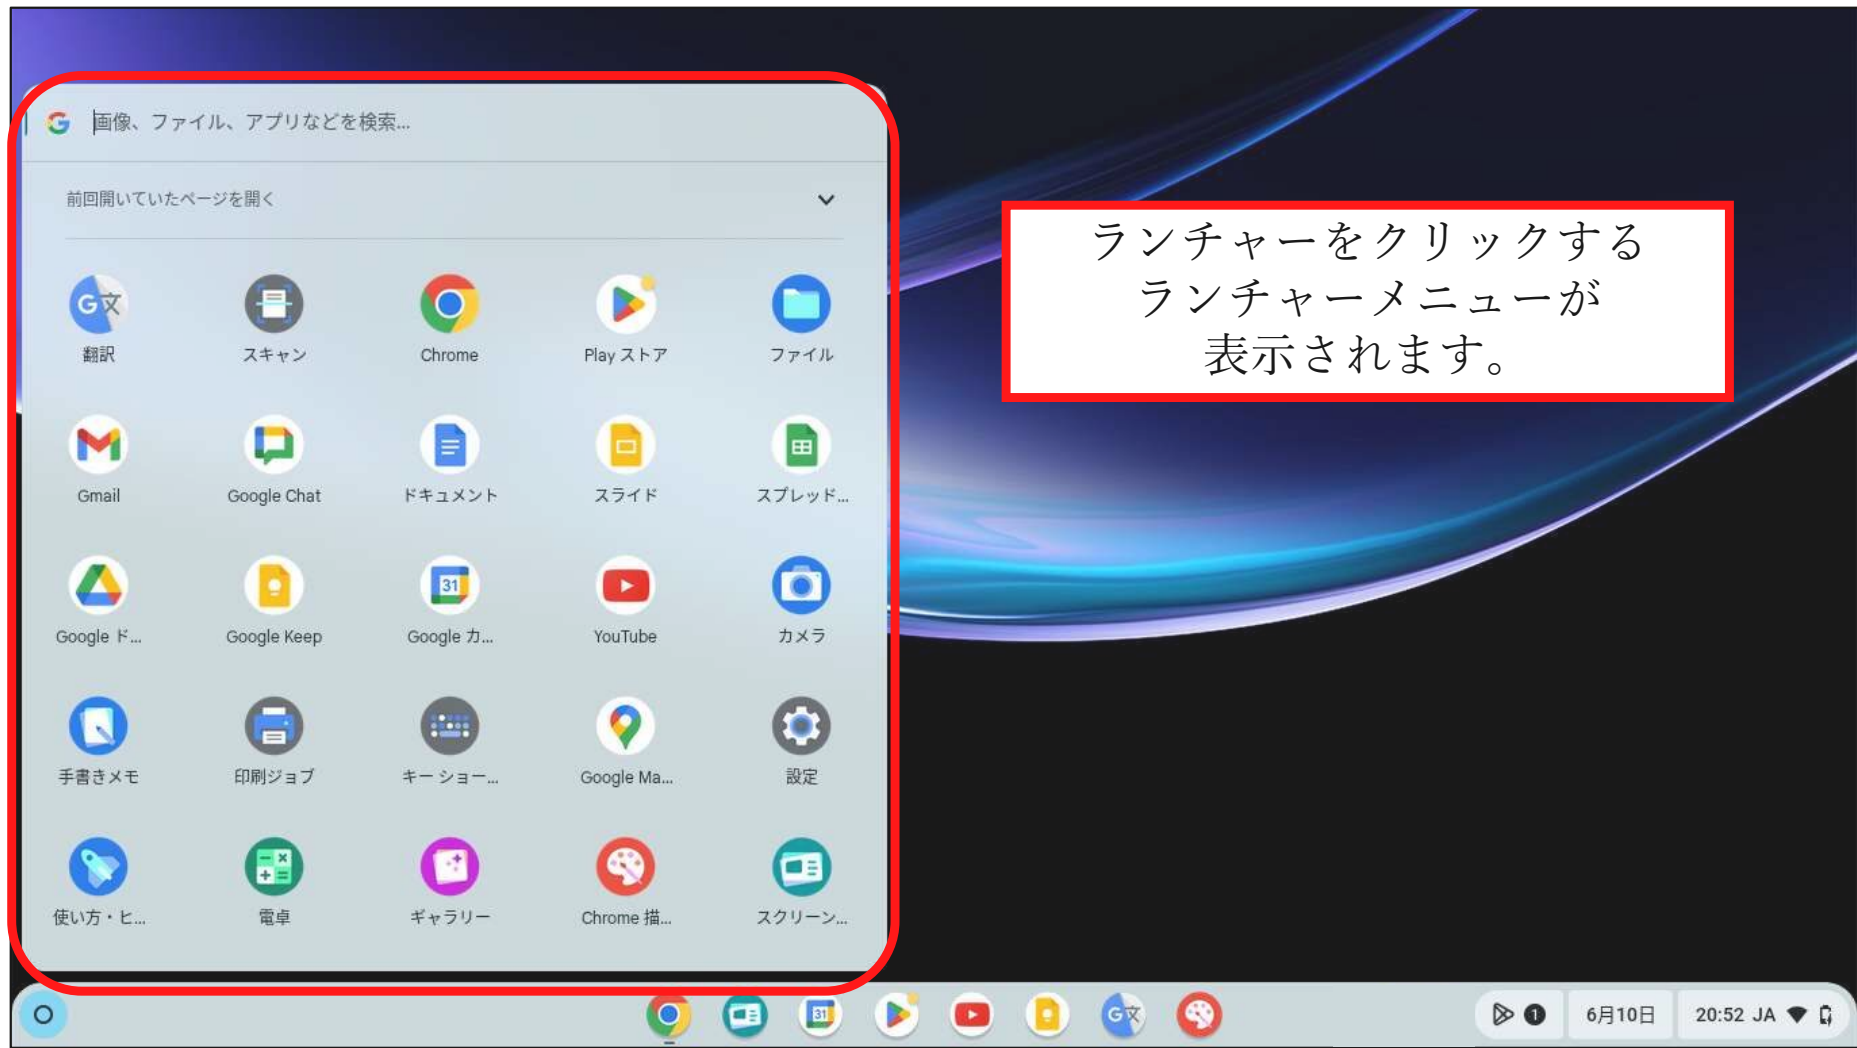 画像、ファイル、アプリなどを検索...
前回開いていたページを開く
ランチャーをクリックする
ランチャーメニューが
表示されます。
翻訳 スキャン Chrome Play ストア ファイル
Gmail Google Chat ドキュメント スライド スプレッド...
31
Google ド... Google Keep Google カ... YouTube カメラ
手書きメモ 印刷ジョブ キー ショー... Google Ma... 設定
使い方・ヒ... 電卓 ギャラリー Chrome 描... スクリーン...
31
1 6月10日 20:52 JA